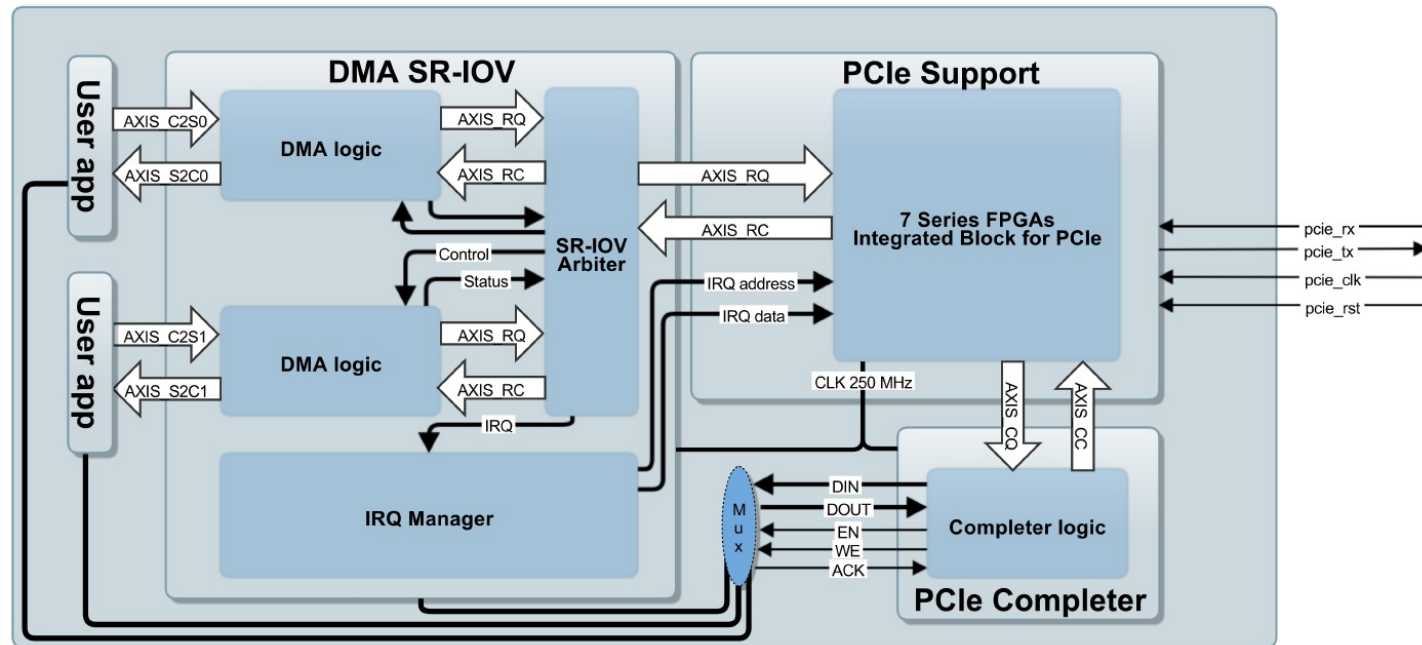 DMA SR-IOV
PCIe Support
User app
AXIS_C2S0
AXIS_S2C0
DMA logic
AXIS_RQ
AXIS_RC
SR-IOV
Arbiter
AXIS_RQ
AXIS_RC
7 Series FPGAs
Integrated Block for PCIe
pcie_rx
pcie_tx
pcie_clk
pcie_rst
Control
Status
IRQ address
IRQ data
User app
AXIS_C2S1
AXIS_S2C1
DMA logic
AXIS_RQ
AXIS_RC
CLK 250 MHz
AXIS_CQ
AXIS_CC
IRQ
IRQ Manager
Mux
DIN
DOUT
EN
WE
ACK
Completer logic
PCIe Completer